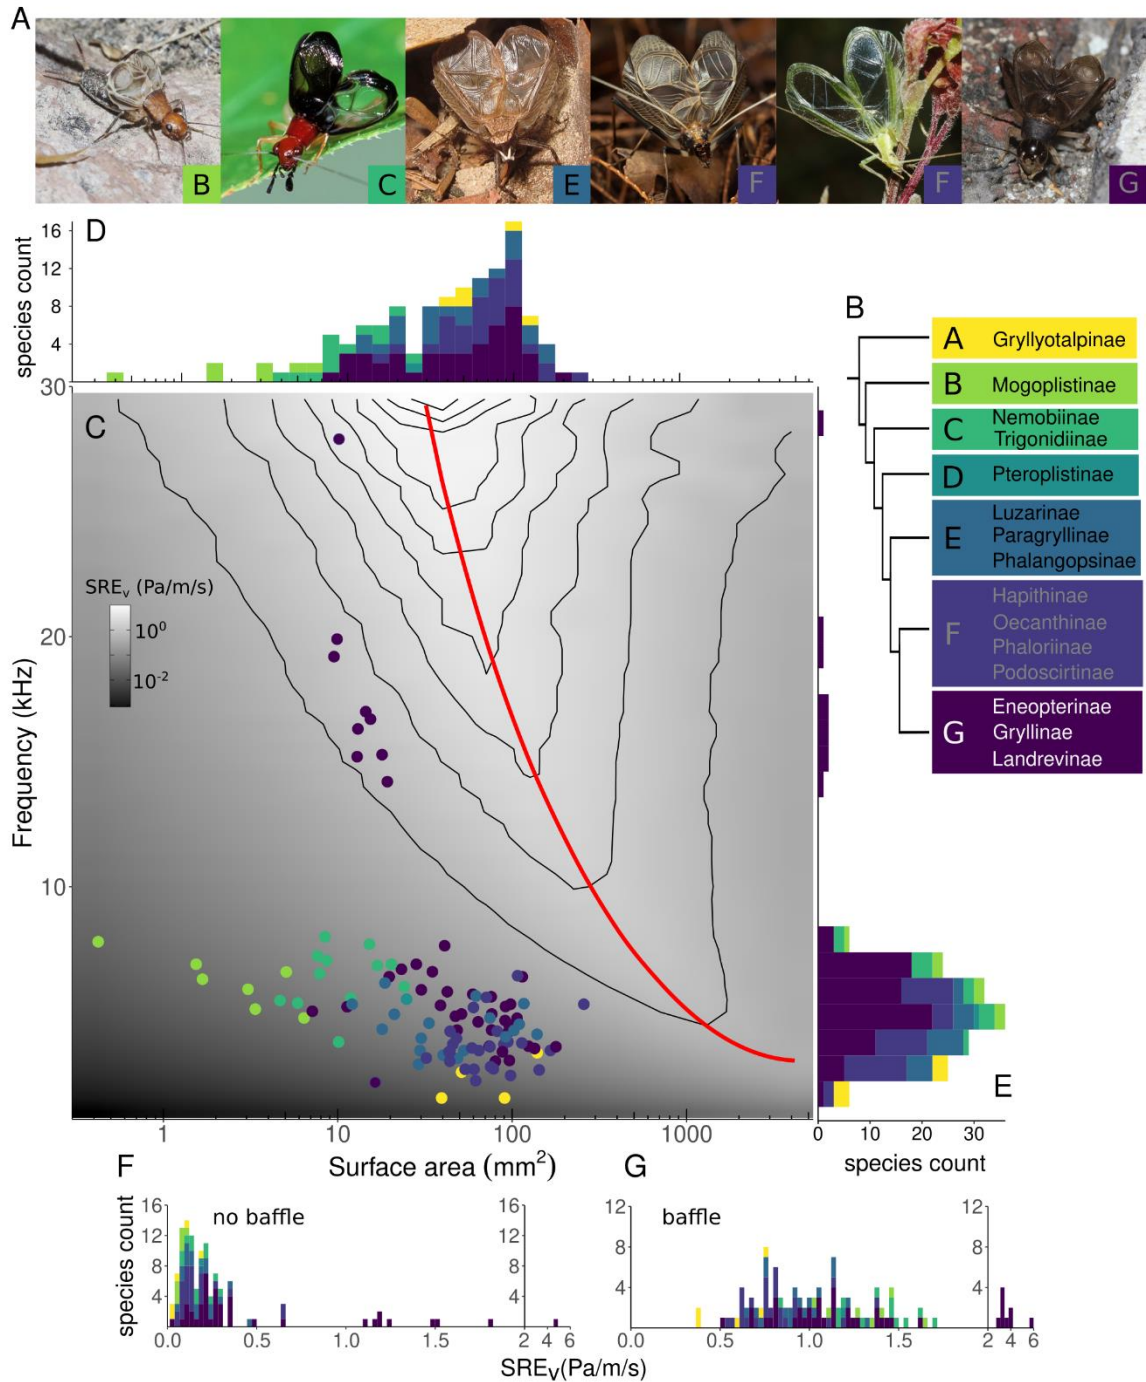 A
B
C
E
F
F
G
D
species count
16
12
8
4
B
A
Gryllyotalpinae
B
Mogoplistinae
C
Nemobiinae
Trigonidiinae
D
Pteroplistinae
E
Luzarinae
Paragryllinae
Phalangopsinae
F
Hapithinae
Oecanthinae
Phaloriinae
Podoscirtinae
G
Eneopterinae
Gryllinae
Landrevinae
C
30
20
10
Frequency (kHz)
SREv (Pa/m/s)
10⁰
10⁻²
1
10
100
1000
Surface area (mm²)
E
0
10
20
30
species count
F
no baffle
species count
16
12
8
4
16
12
8
4
0.0
0.5
1.0
1.5
2
4
6
G
baffle
12
8
4
12
8
4
0.5
1.0
1.5
2
4
6
SREv(Pa/m/s)